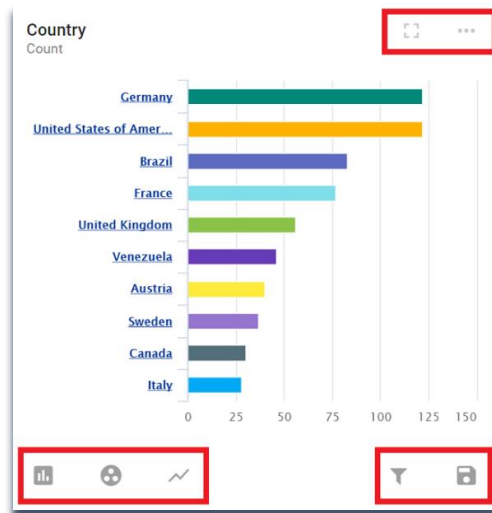 Country
Count
Germany
United States of Amer...
Brazil
France
United Kingdom
Venezuela
Austria
Sweden
Canada
Italy
0 25 50 75 100 125 150